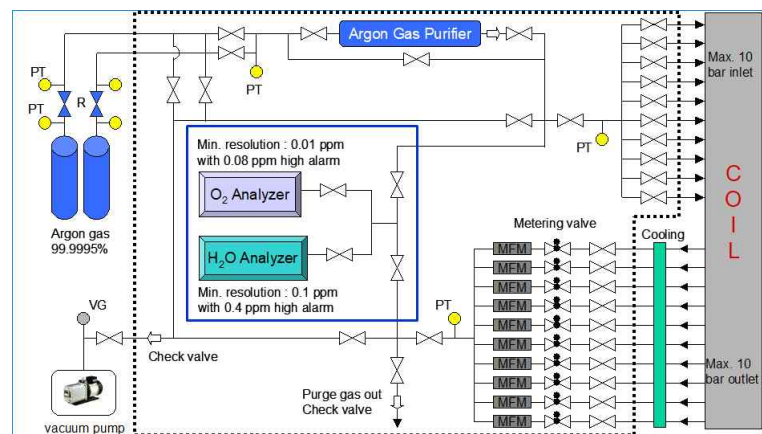 Argon Gas Purifier
Max. 10
bar inlet
PT
PT
R
PT
PT
Min. resolution : 0.01 ppm
with 0.08 ppm high alarm
O2 Analyzer
H2O Analyzer
Min. resolution : 0.1 ppm
with 0.4 ppm high alarm
Argon gas
99.9995%
C
O
I
L
Metering valve
Cooling
MFM
MFM
MFM
MFM
MFM
MFM
MFM
MFM
MFM
MFM
VG
PT
Check valve
Purge gas out
Check valve
Max. 10
bar outlet
vacuum pump